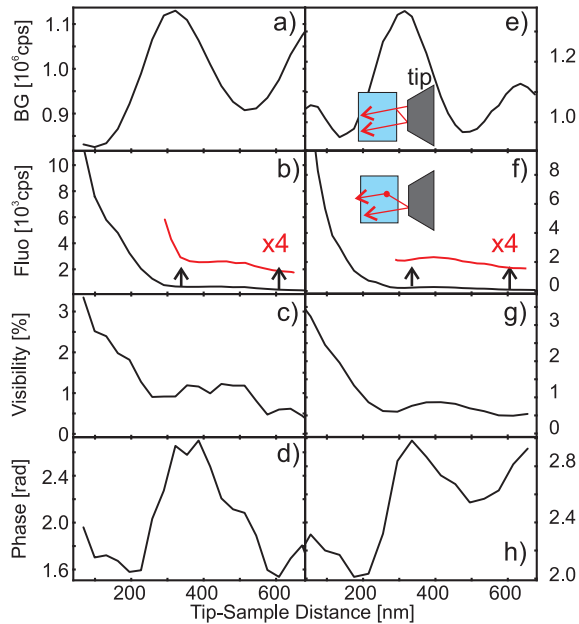 BG [10⁶cps]
1.1
1.0
0.9
a)
e)
tip
1.2
1.0
Fluo [10³cps]
10
8
6
4
2
b)
x4
f)
x4
8
6
4
2
0
Visibility [%]
3
2
1
0
c)
g)
3
2
1
0
Phase [rad]
2.4
2.0
1.6
d)
h)
2.8
2.4
2.0
200 400 600 200 400 600
Tip-Sample Distance [nm]